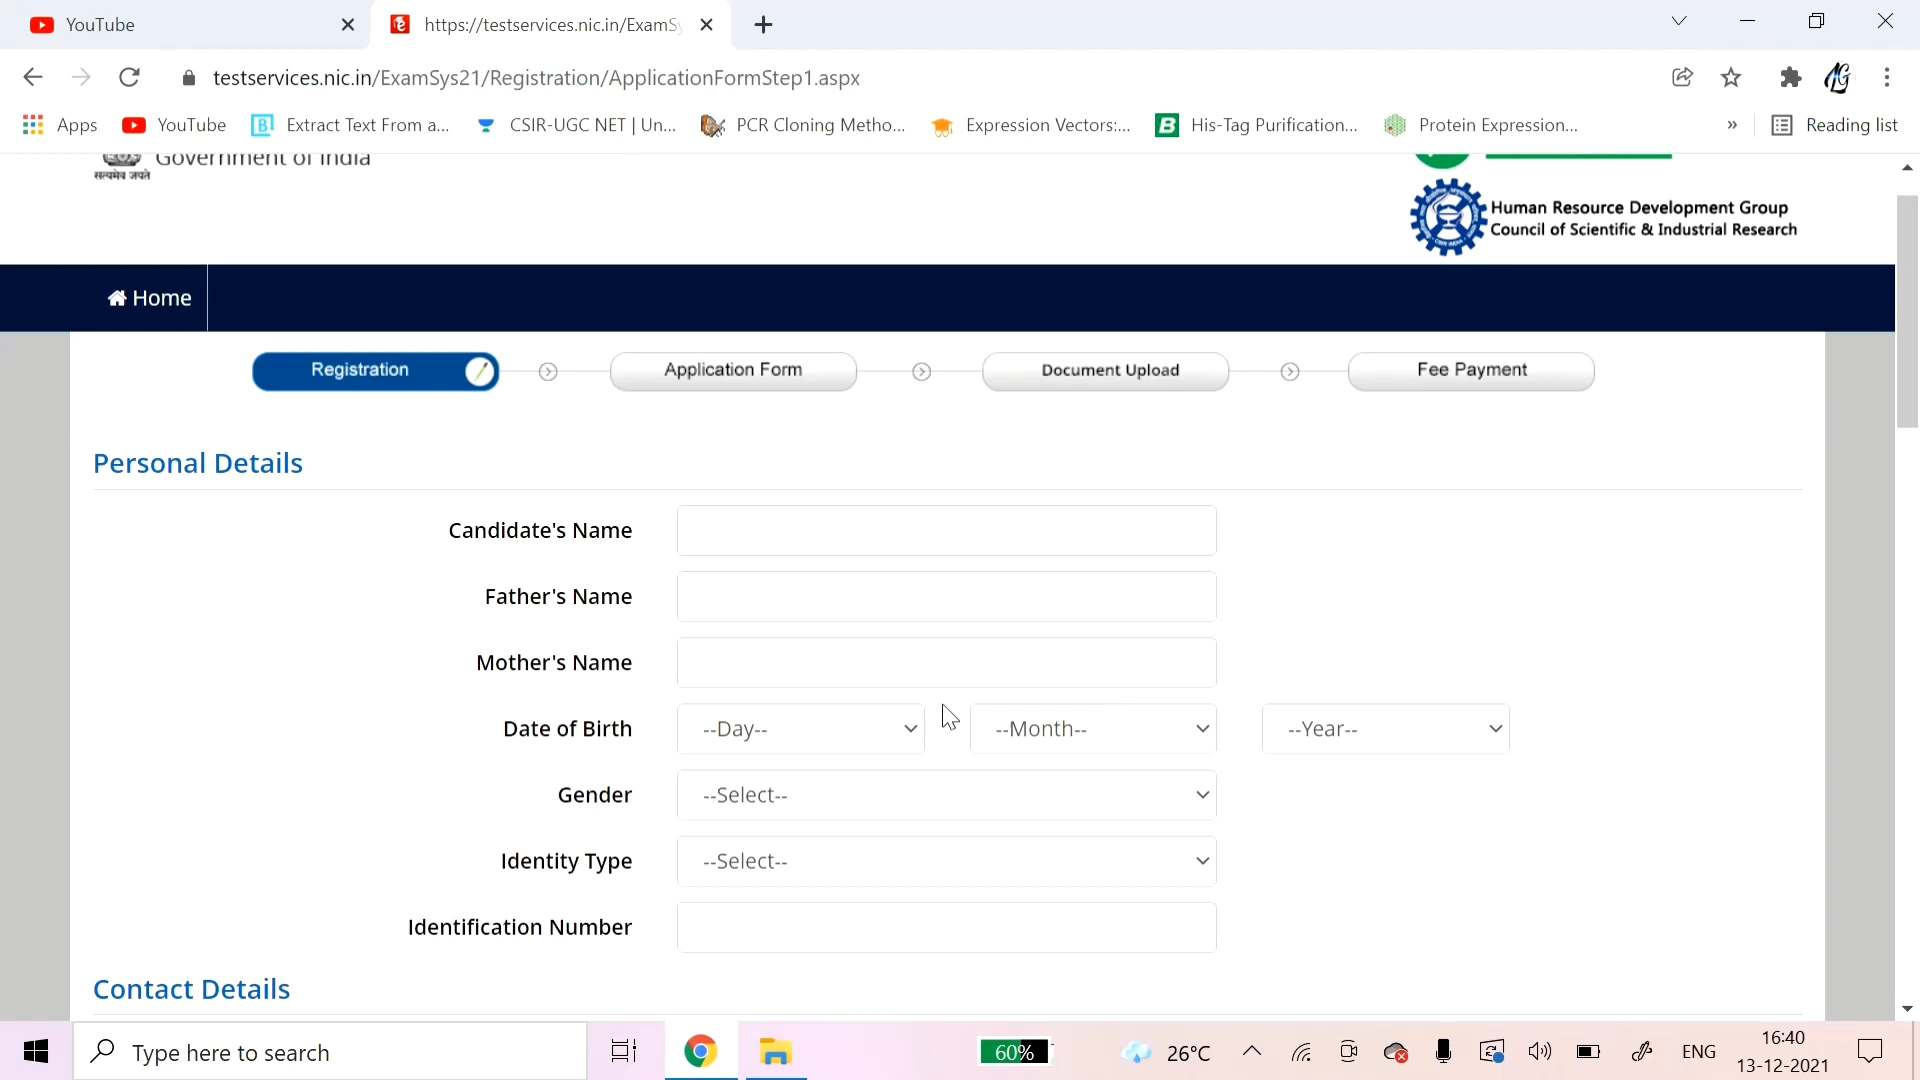 YouTube
https://testservices.nic.in/ExamSy
testservices.nic.in/ExamSys21/Registration/ApplicationFormStep1.aspx
Apps YouTube Extract Text From a... CSIR-UGC NET | Un... PCR Cloning Metho... Expression Vectors:... His-Tag Purification... Protein Expression... » Reading list
Government of India
सत्यमेव जयते
Human Resource Development Group
Council of Scientific & Industrial Research
Home
Registration Application Form Document Upload Fee Payment
Personal Details
Candidate's Name
Father's Name
Mother's Name
Date of Birth --Day-- --Month-- --Year--
Gender --Select--
Identity Type --Select--
Identification Number
Contact Details
Type here to search
60%
26°C
ENG
16:40
13-12-2021